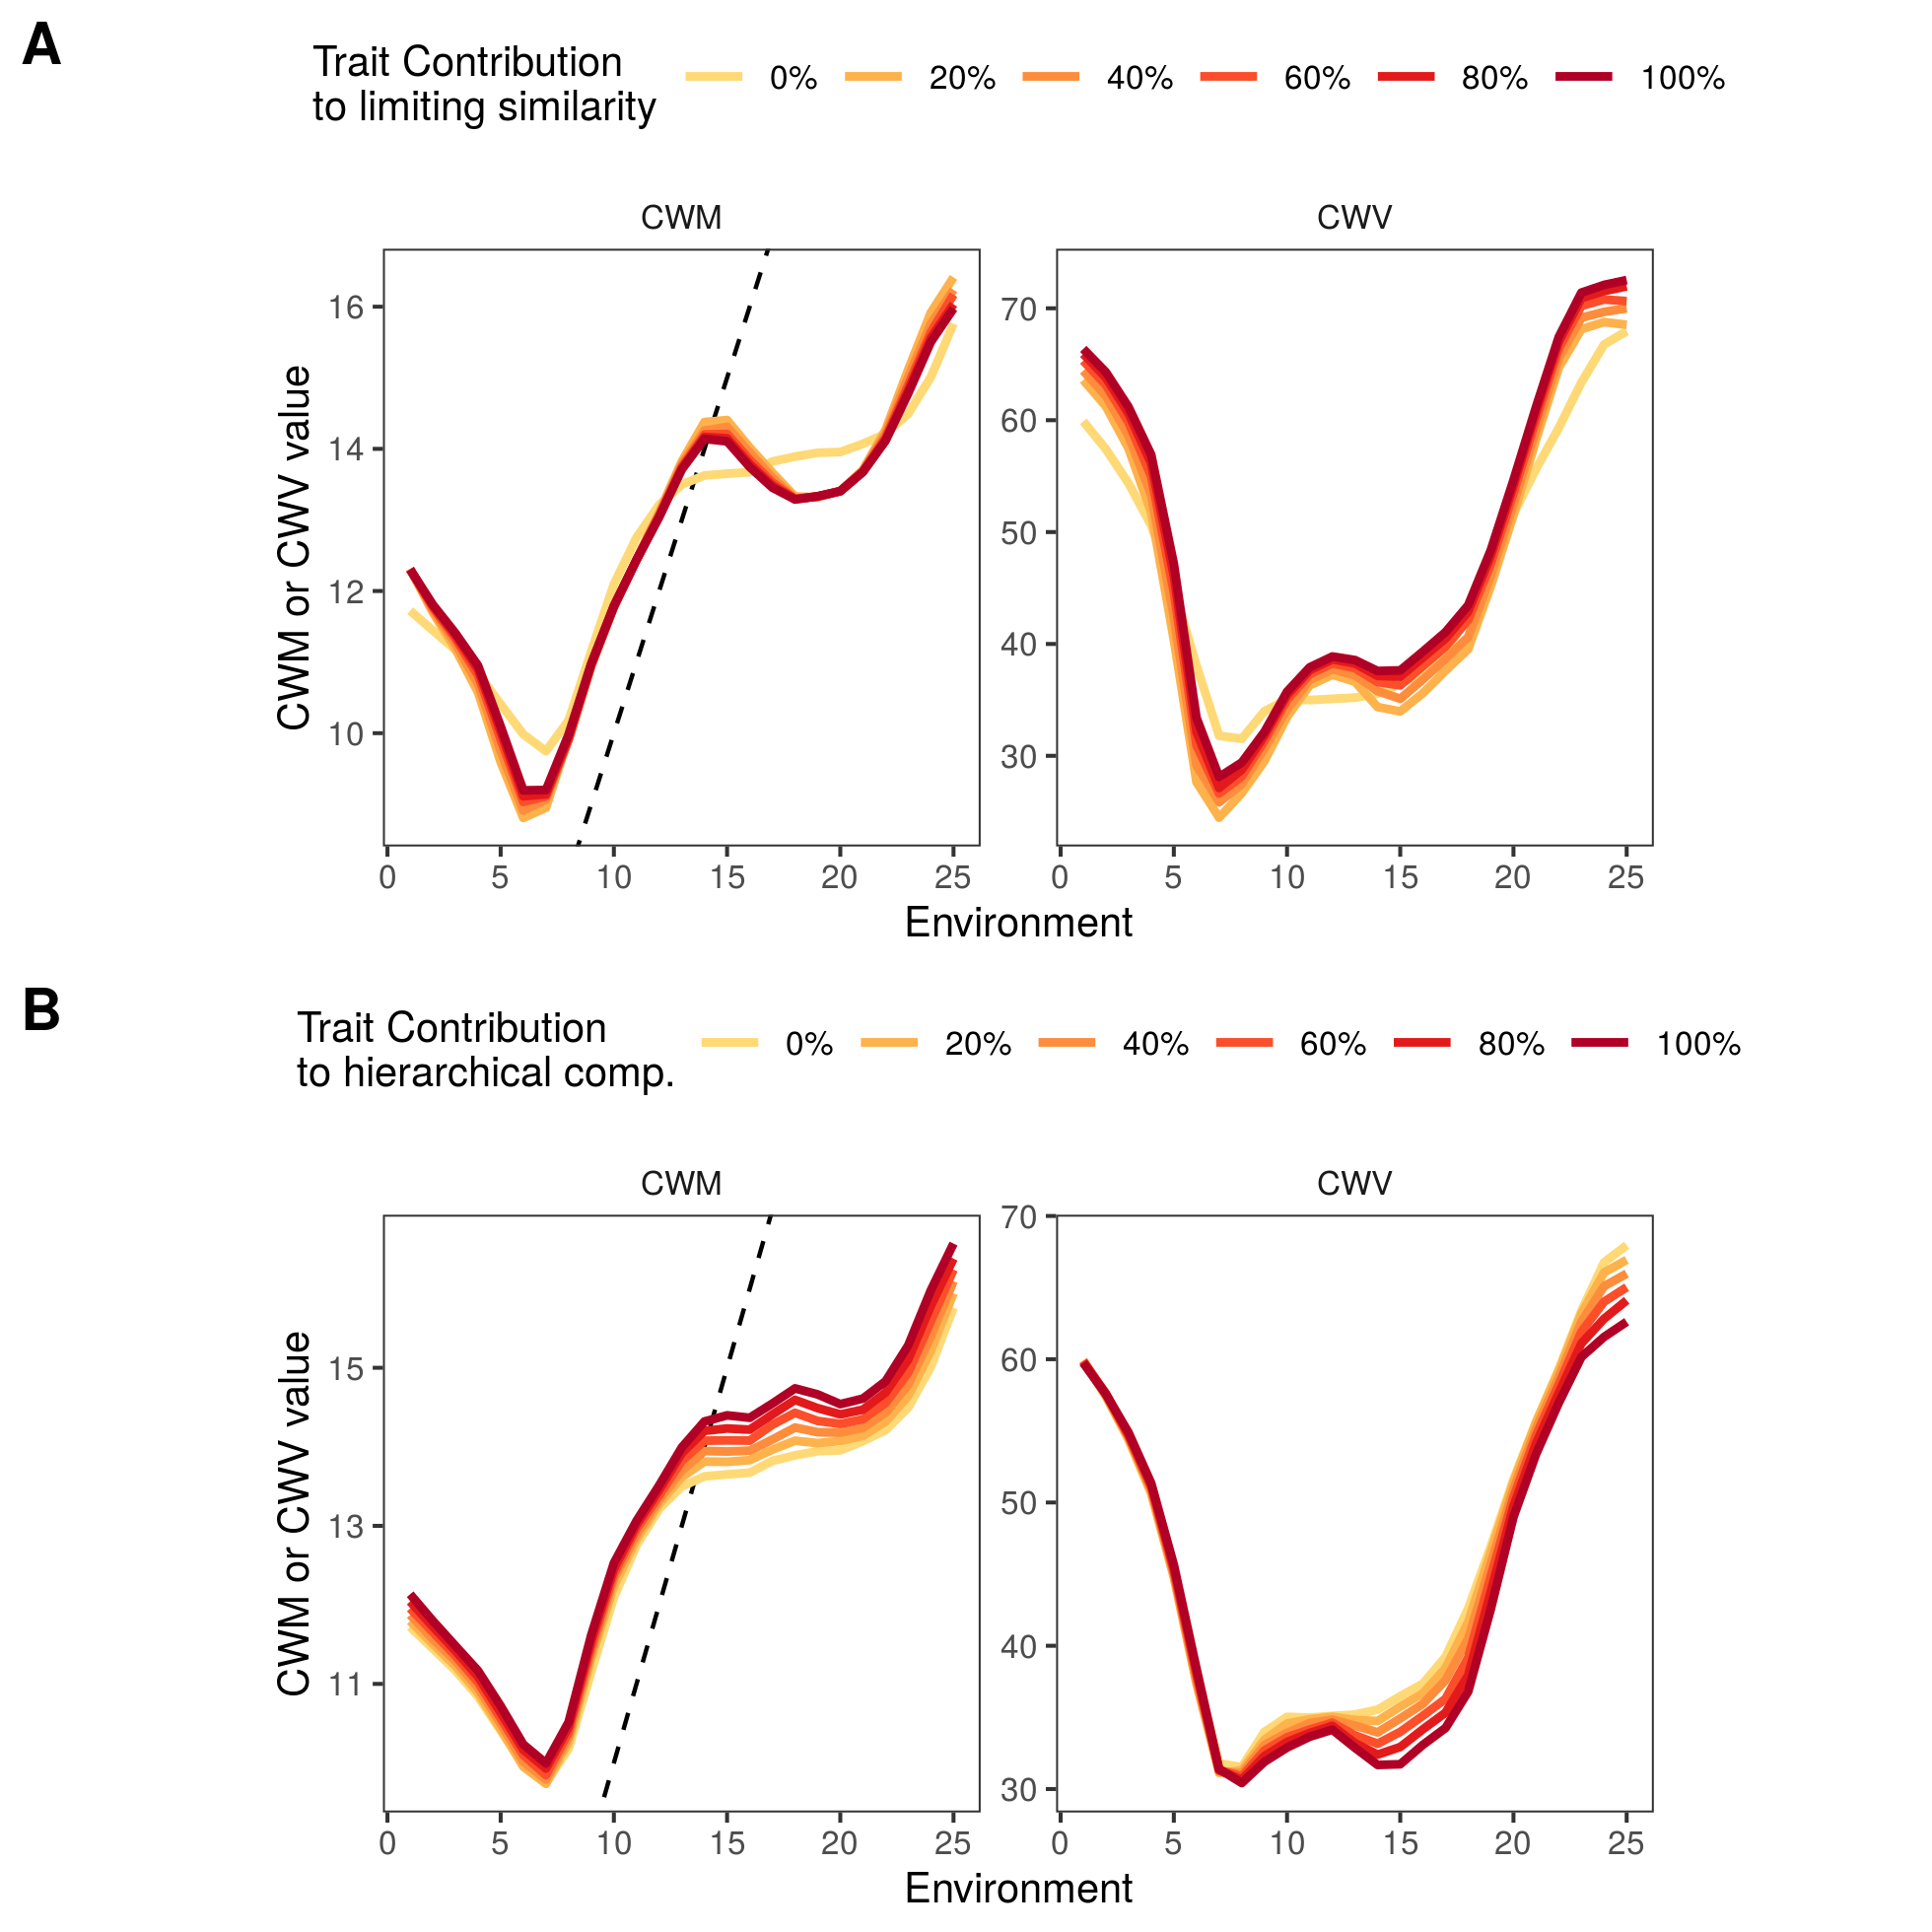 A
Trait Contribution
to limiting similarity
0% 20% 40% 60% 80% 100%
CWM CWV
CWM or CWV value
16
14
12
10
70
60
50
40
30
0 5 10 15 20 25
0 5 10 15 20 25
Environment
B
Trait Contribution
to hierarchical comp.
0% 20% 40% 60% 80% 100%
CWM CWV
CWM or CWV value
15
13
11
70
60
50
40
30
0 5 10 15 20 25
0 5 10 15 20 25
Environment